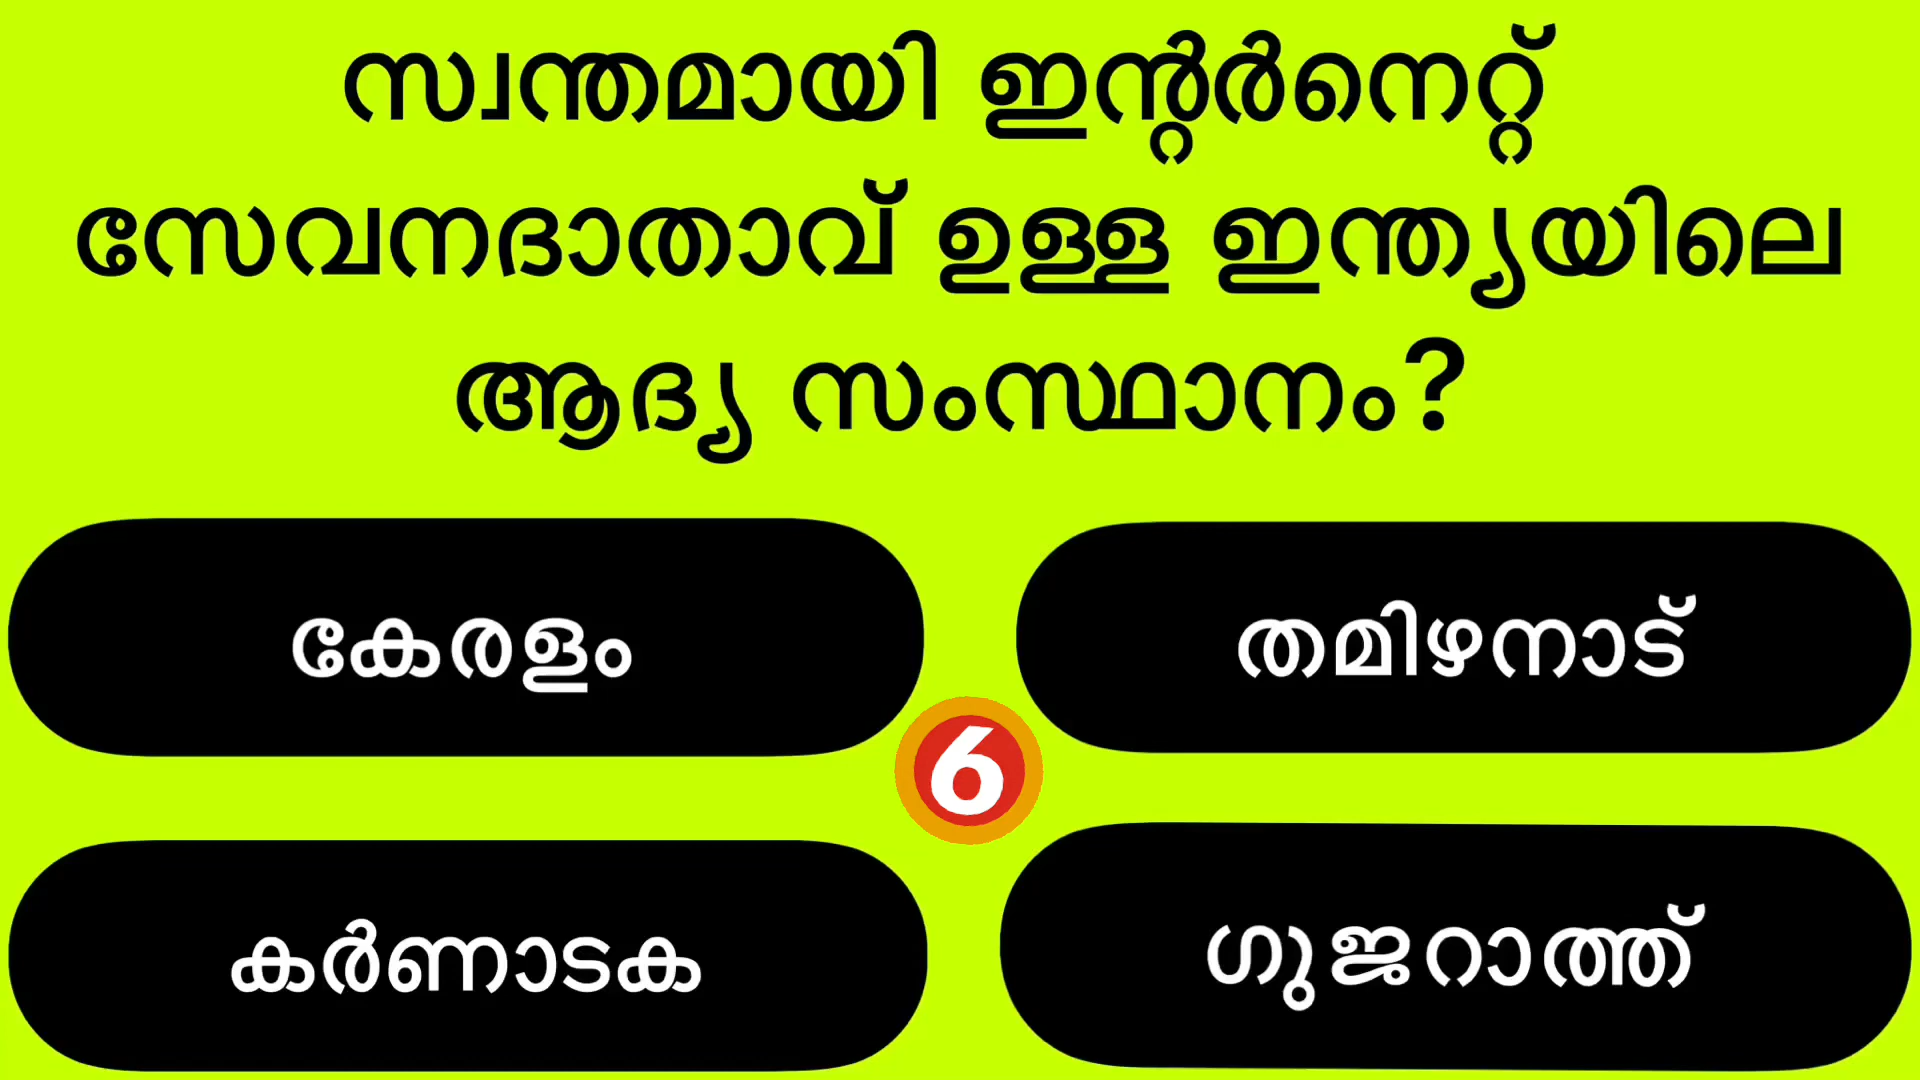 സ്വന്തമായി ഇന്റർനെറ്റ്
സേവനദാതാവ് ഉള്ള ഇന്ത്യയിലെ
ആദ്യ സംസ്ഥാനം?
കേരളം
തമിഴനാട്
6
കർണാടക
ഗുജറാത്ത്